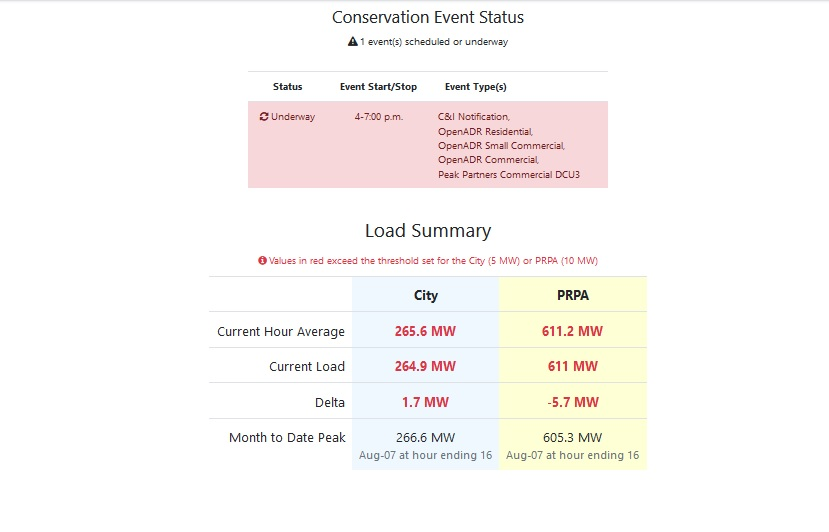 Conservation Event Status
1 event(s) scheduled or underway
Status Event Start/Stop Event Type(s)
Underway 4-7:00 p.m. C&I Notification,
OpenADR Residential,
OpenADR Small Commercial,
OpenADR Commercial,
Peak Partners Commercial DCU3
Load Summary
Values in red exceed the threshold set for the City (5 MW) or PRPA (10 MW)
City PRPA
Current Hour Average 265.6 MW 611.2 MW
Current Load 264.9 MW 611 MW
Delta 1.7 MW -5.7 MW
Month to Date Peak 266.6 MW 605.3 MW
Aug-07 at hour ending 16 Aug-07 at hour ending 16